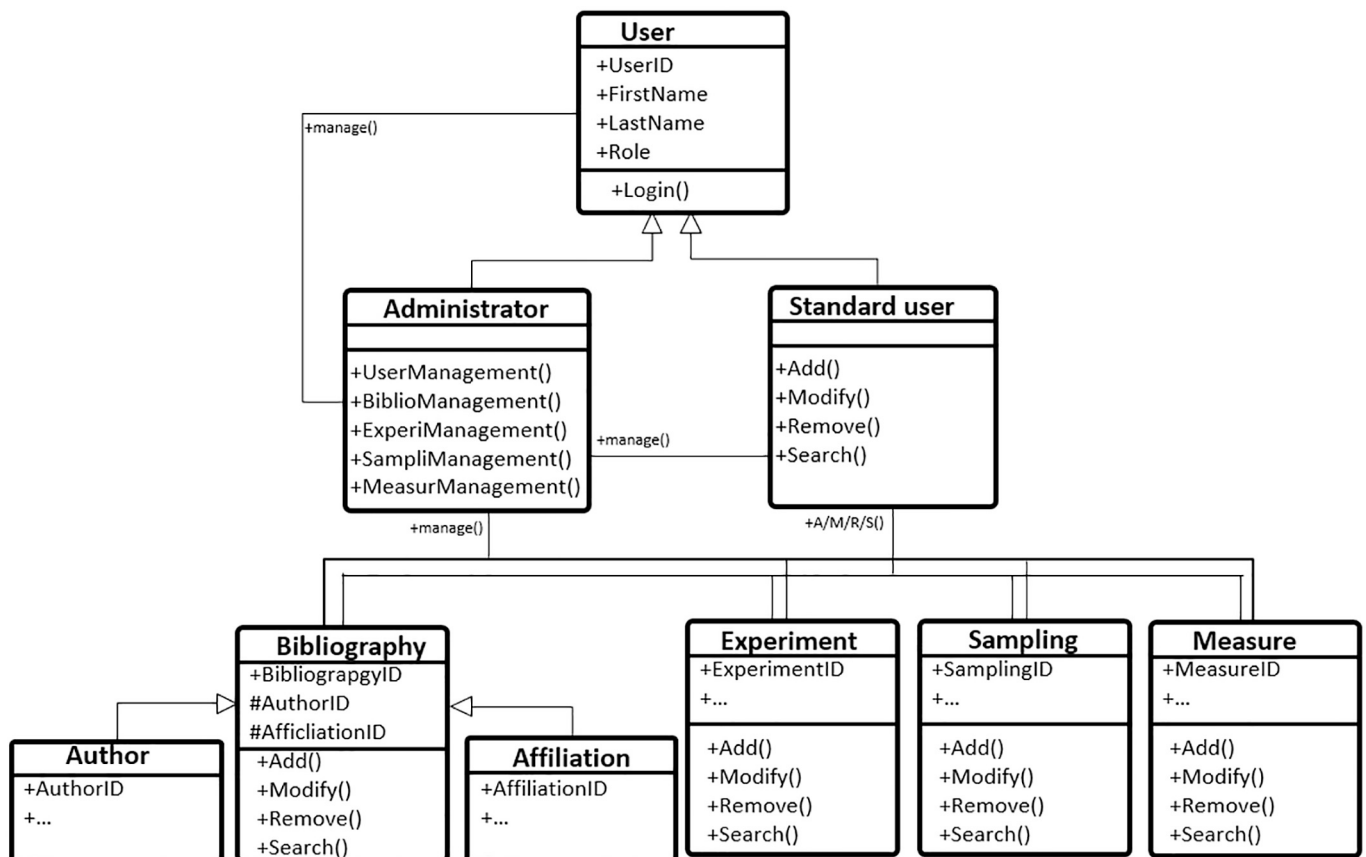 User
+UserID
+FirstName
+LastName
+Role
+Login()
+manage()
Administrator
+UserManagement()
+BiblioManagement()
+ExperiManagement()
+SampliManagement()
+MeasurManagement()
+manage()
Standard user
+Add()
+Modify()
+Remove()
+Search()
+manage()
+A/M/R/S()
Bibliography
+BibliograpgyID
#AuthorID
#AfficliationID
+Add()
+Modify()
+Remove()
+Search()
Author
+AuthorID
+...
Affiliation
+AffiliationID
+...
Experiment
+ExperimentID
+...
+Add()
+Modify()
+Remove()
+Search()
Sampling
+SamplingID
+...
+Add()
+Modify()
+Remove()
+Search()
Measure
+MeasureID
+...
+Add()
+Modify()
+Remove()
+Search()